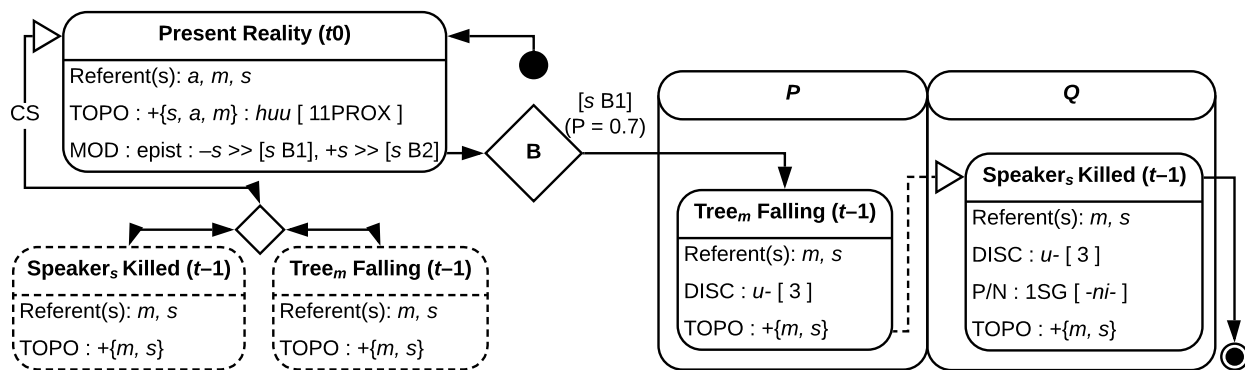 Present Reality (t0)
Referent(s): a, m, s
TOPO : +{s, a, m} : huu [ 11PROX ]
MOD : epist : –s >> [s B1], +s >> [s B2]
CS
B
[s B1]
(P = 0.7)
P
Q
Tree_m Falling (t–1)
Referent(s): m, s
DISC : u- [ 3 ]
TOPO : +{m, s}
Speaker_s Killed (t–1)
Referent(s): m, s
DISC : u- [ 3 ]
P/N : 1SG [ -ni- ]
TOPO : +{m, s}
Speaker_s Killed (t–1)
Referent(s): m, s
TOPO : +{m, s}
Tree_m Falling (t–1)
Referent(s): m, s
TOPO : +{m, s}